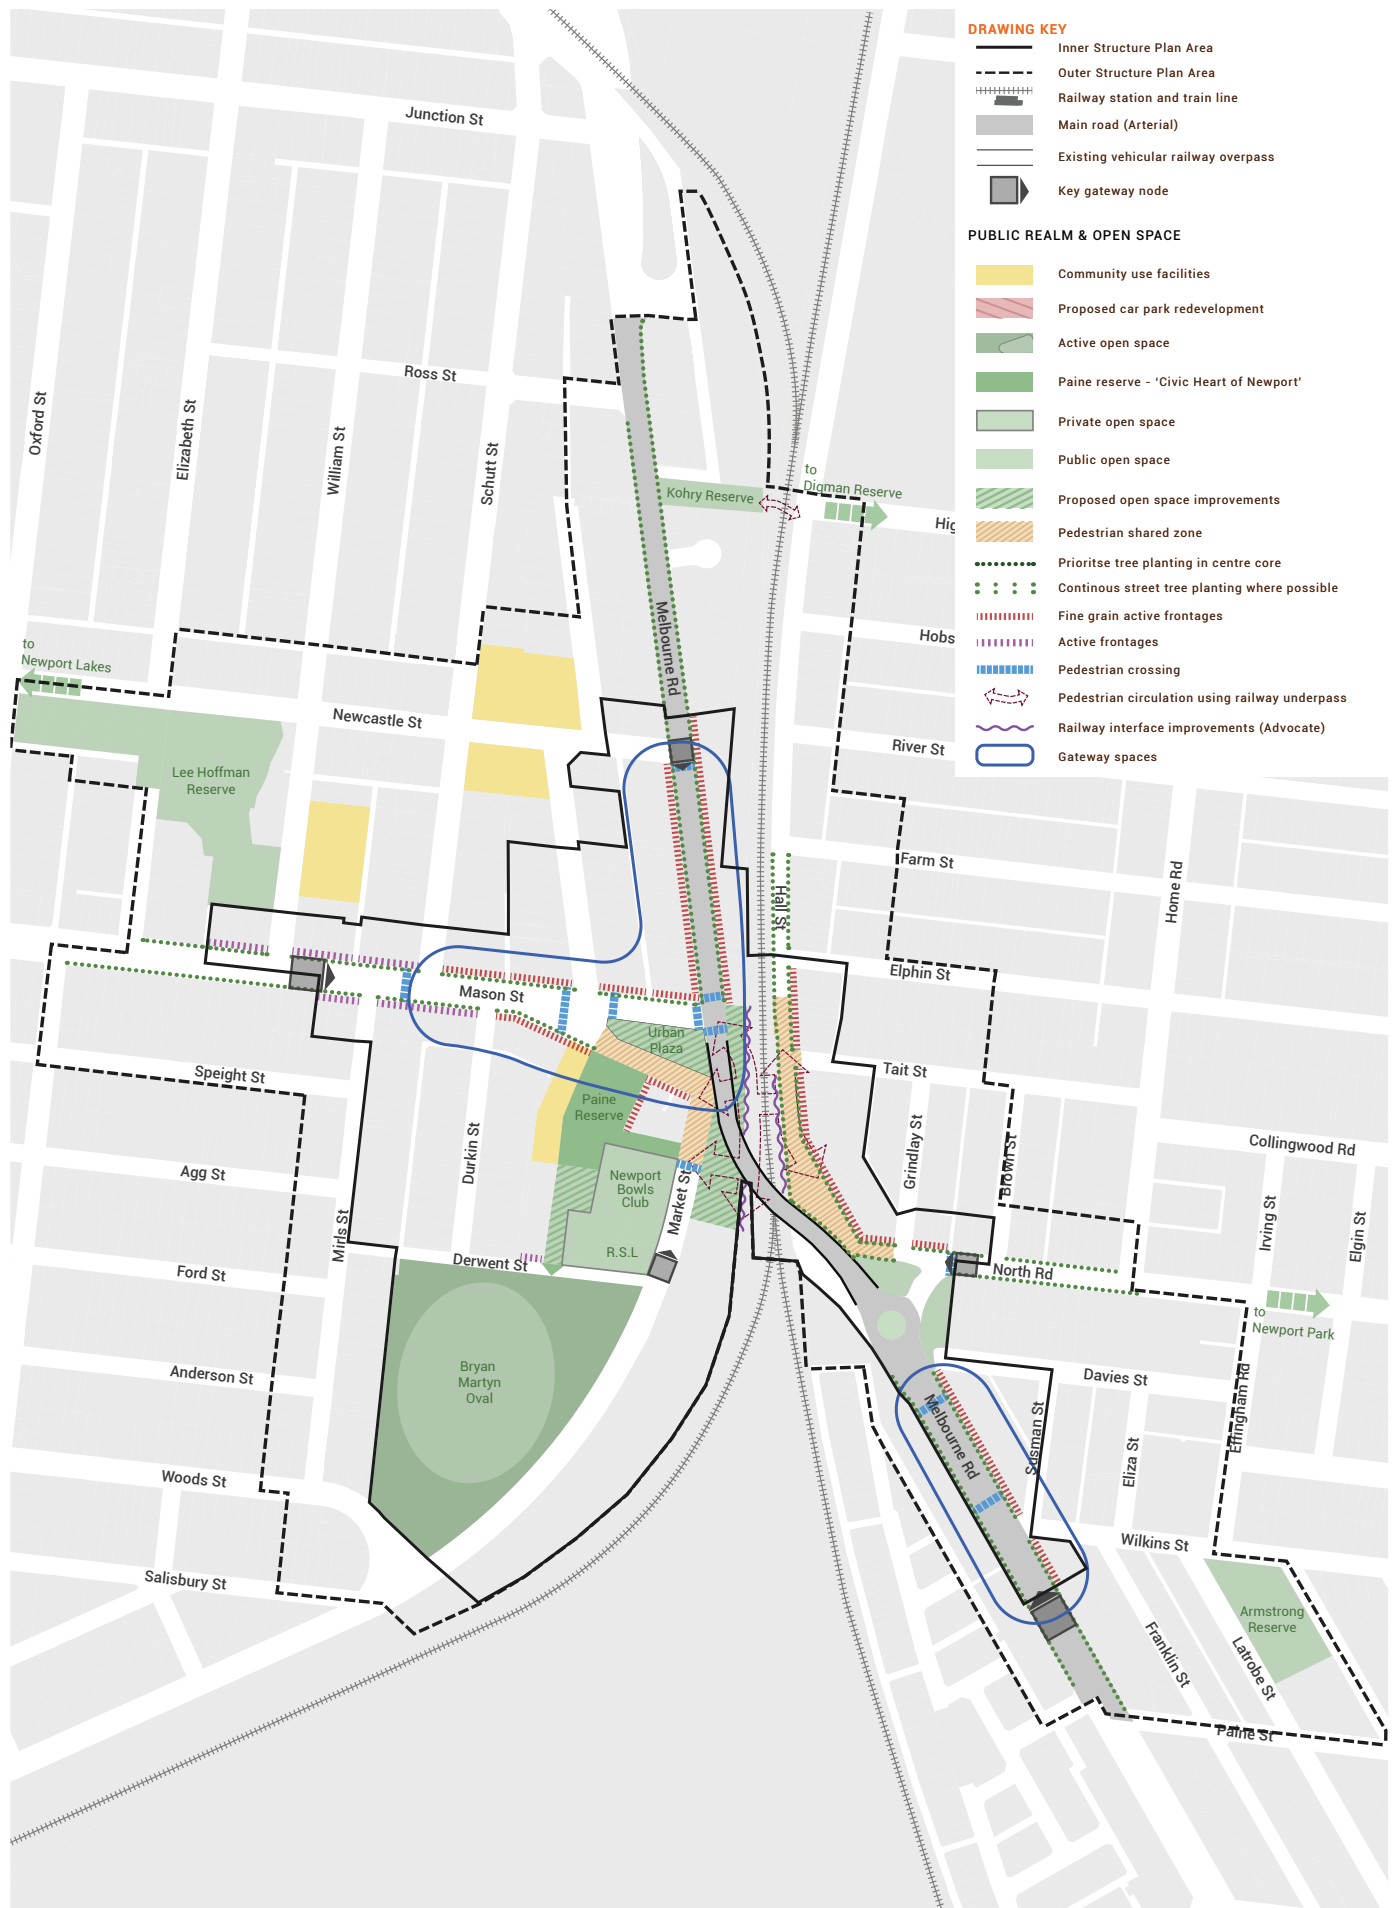 DRAWING KEY
Inner Structure Plan Area
Outer Structure Plan Area
Railway station and train line
Main road (Arterial)
Existing vehicular railway overpass
Key gateway node
PUBLIC REALM & OPEN SPACE
Community use facilities
Proposed car park redevelopment
Active open space
Paine reserve - ‘Civic Heart of Newport’
Private open space
Public open space
Proposed open space improvements
Pedestrian shared zone
Prioritse tree planting in centre core
Continous street tree planting where possible
Fine grain active frontages
Active frontages
Pedestrian crossing
Pedestrian circulation using railway underpass
Railway interface improvements (Advocate)
Gateway spaces
Junction St
Ross St
Oxford St
Elizabeth St
William St
Schutt St
Kohry Reserve
to
Digman Reserve
Hig
Hobs
Melbourne Rd
to
Newport Lakes
Newcastle St
River St
Lee Hoffman
Reserve
Farm St
Home Rd
Hall St
Elphin St
Mason St
Urban
Plaza
Tait St
Speight St
Paine
Reserve
Grindlay St
Brown St
Collingwood Rd
Agg St
Durkin St
Newport
Bowls
Club
Market St
Mirls St
Irving St
Elgin St
R.S.L
Derwent St
Ford St
North Rd
to
Newport Park
Bryan
Martyn
Oval
Anderson St
Davies St
Effingham Rd
Melbourne Rd
Susman St
Eliza St
Woods St
Wilkins St
Salisbury St
Armstrong
Reserve
Franklin St
Latrobe St
Paine St